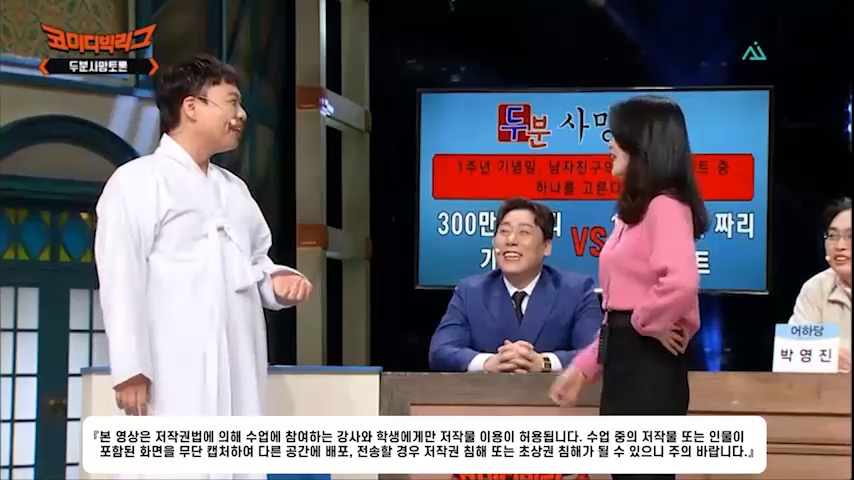 코미디빅리그
두분사망토론
두분 사망
1주년 기념일, 남자친구의
트 중
하나를 고른다
300만
VS
짜리
어하당
박영진
『본 영상은 저작권법에 의해 수업에 참여하는 강사와 학생에게만 저작물 이용이 허용됩니다. 수업 중의 저작물 또는 인물이
포함된 화면을 무단 캡처하여 다른 공간에 배포, 전송할 경우 저작권 침해 또는 초상권 침해가 될 수 있으니 주의 바랍니다.』